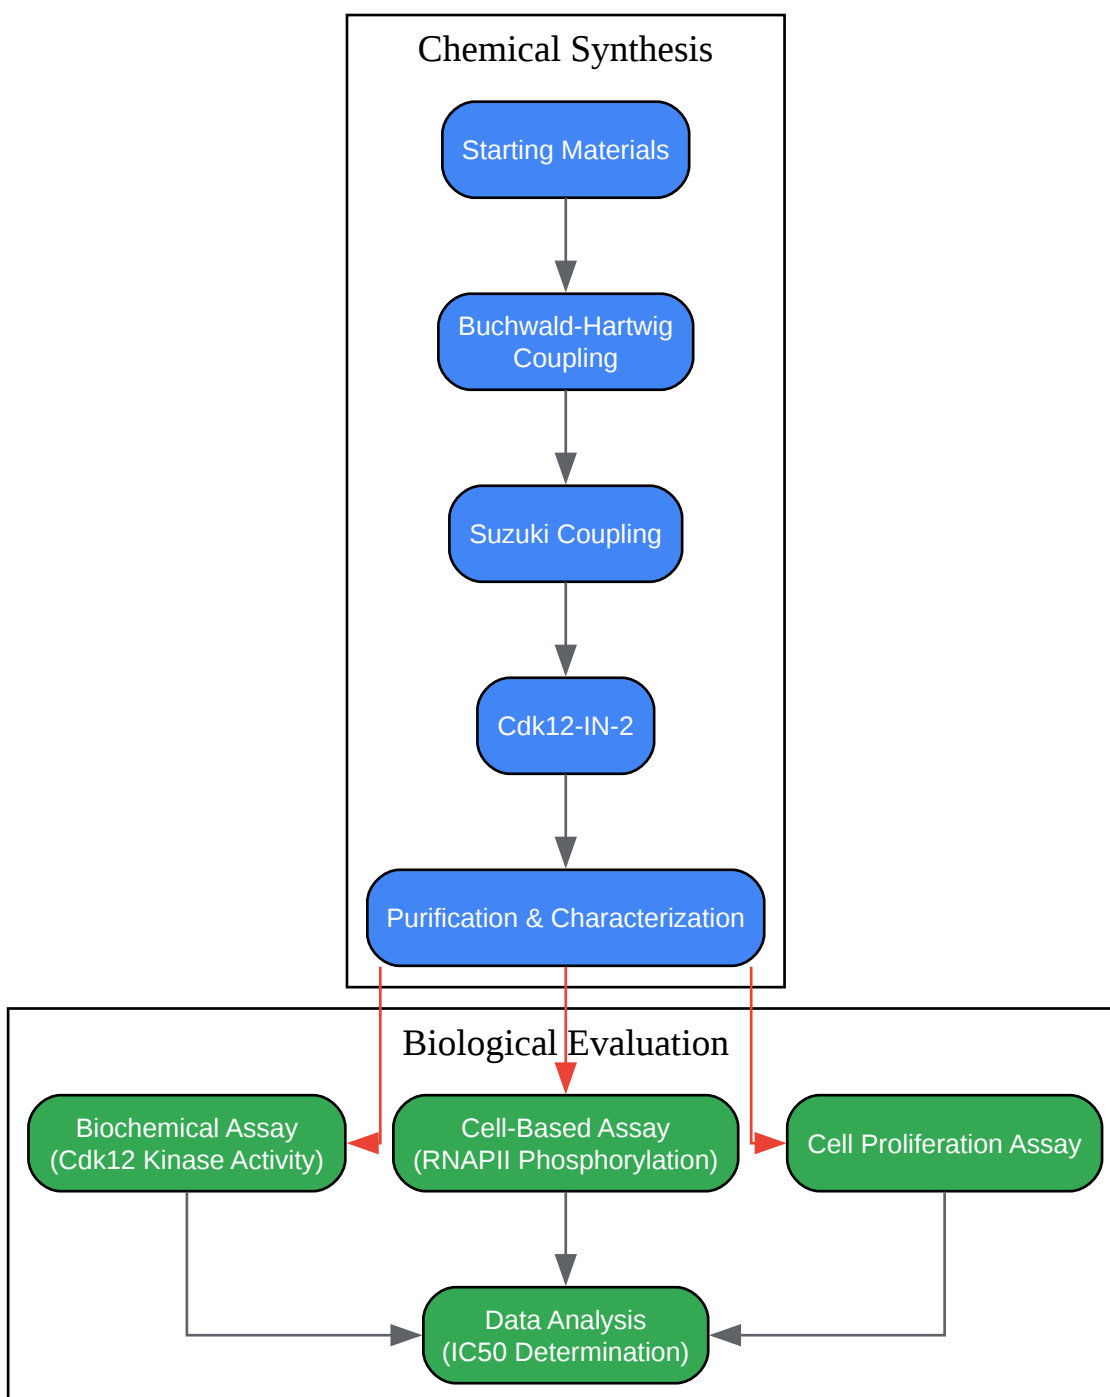 Chemical Synthesis
Starting Materials
Buchwald-Hartwig
Coupling
Suzuki Coupling
Cdk12-IN-2
Purification & Characterization
Biological Evaluation
Biochemical Assay
(Cdk12 Kinase Activity)
Cell-Based Assay
(RNAPII Phosphorylation)
Cell Proliferation Assay
Data Analysis
(IC50 Determination)